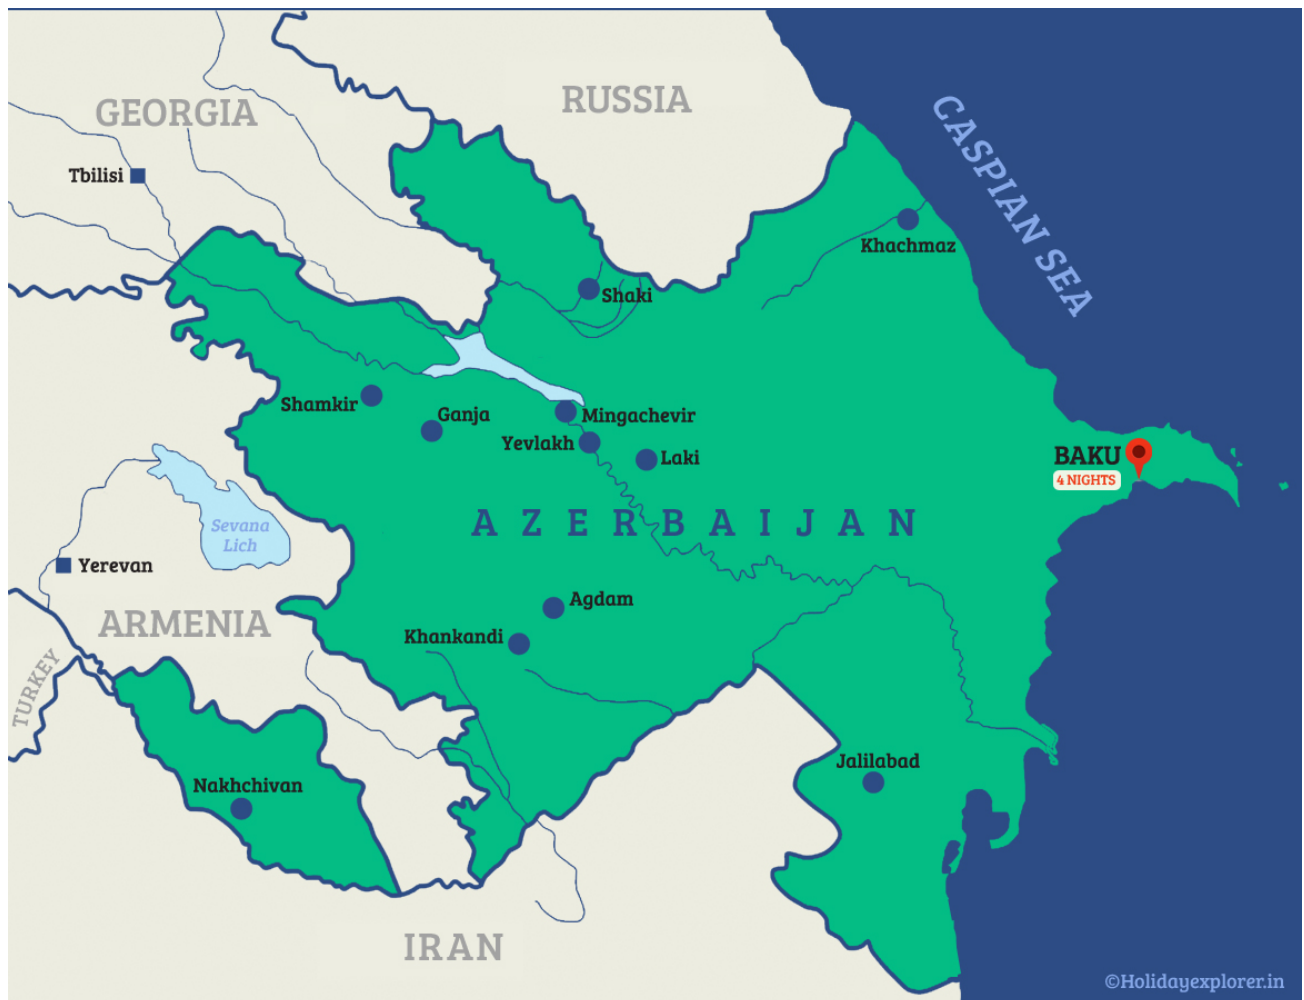 RUSSIA
GEORGIA
CASPIAN SEA
Tbilisi
Khachmaz
Shaki
Shamkir
Ganja
Mingachevir
Yevlakh
Laki
BAKU
4 NIGHTS
AZERBAIJAN
Sevana
Lich
Yerevan
Agdam
ARMENIA
Khankandi
TURKEY
Jalilabad
Nakhchivan
IRAN
©Holidayexplorer.in